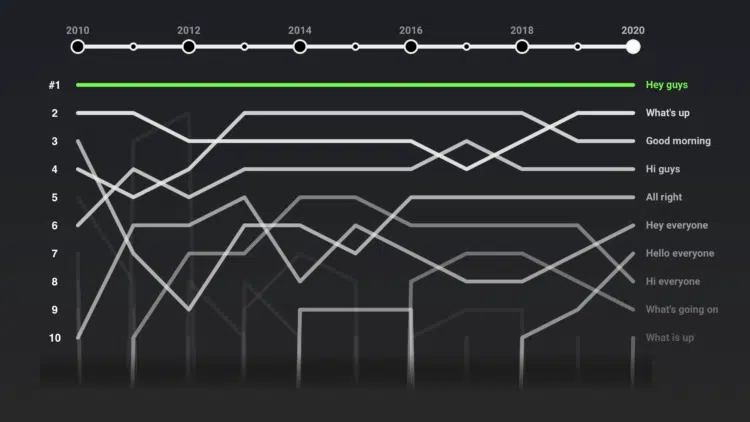 2010 2012 2014 2016 2018 2020
#1 Hey guys
2 What's up
3 Good morning
4 Hi guys
5 All right
6 Hey everyone
7 Hello everyone
8 Hi everyone
9 What's going on
10 What is up